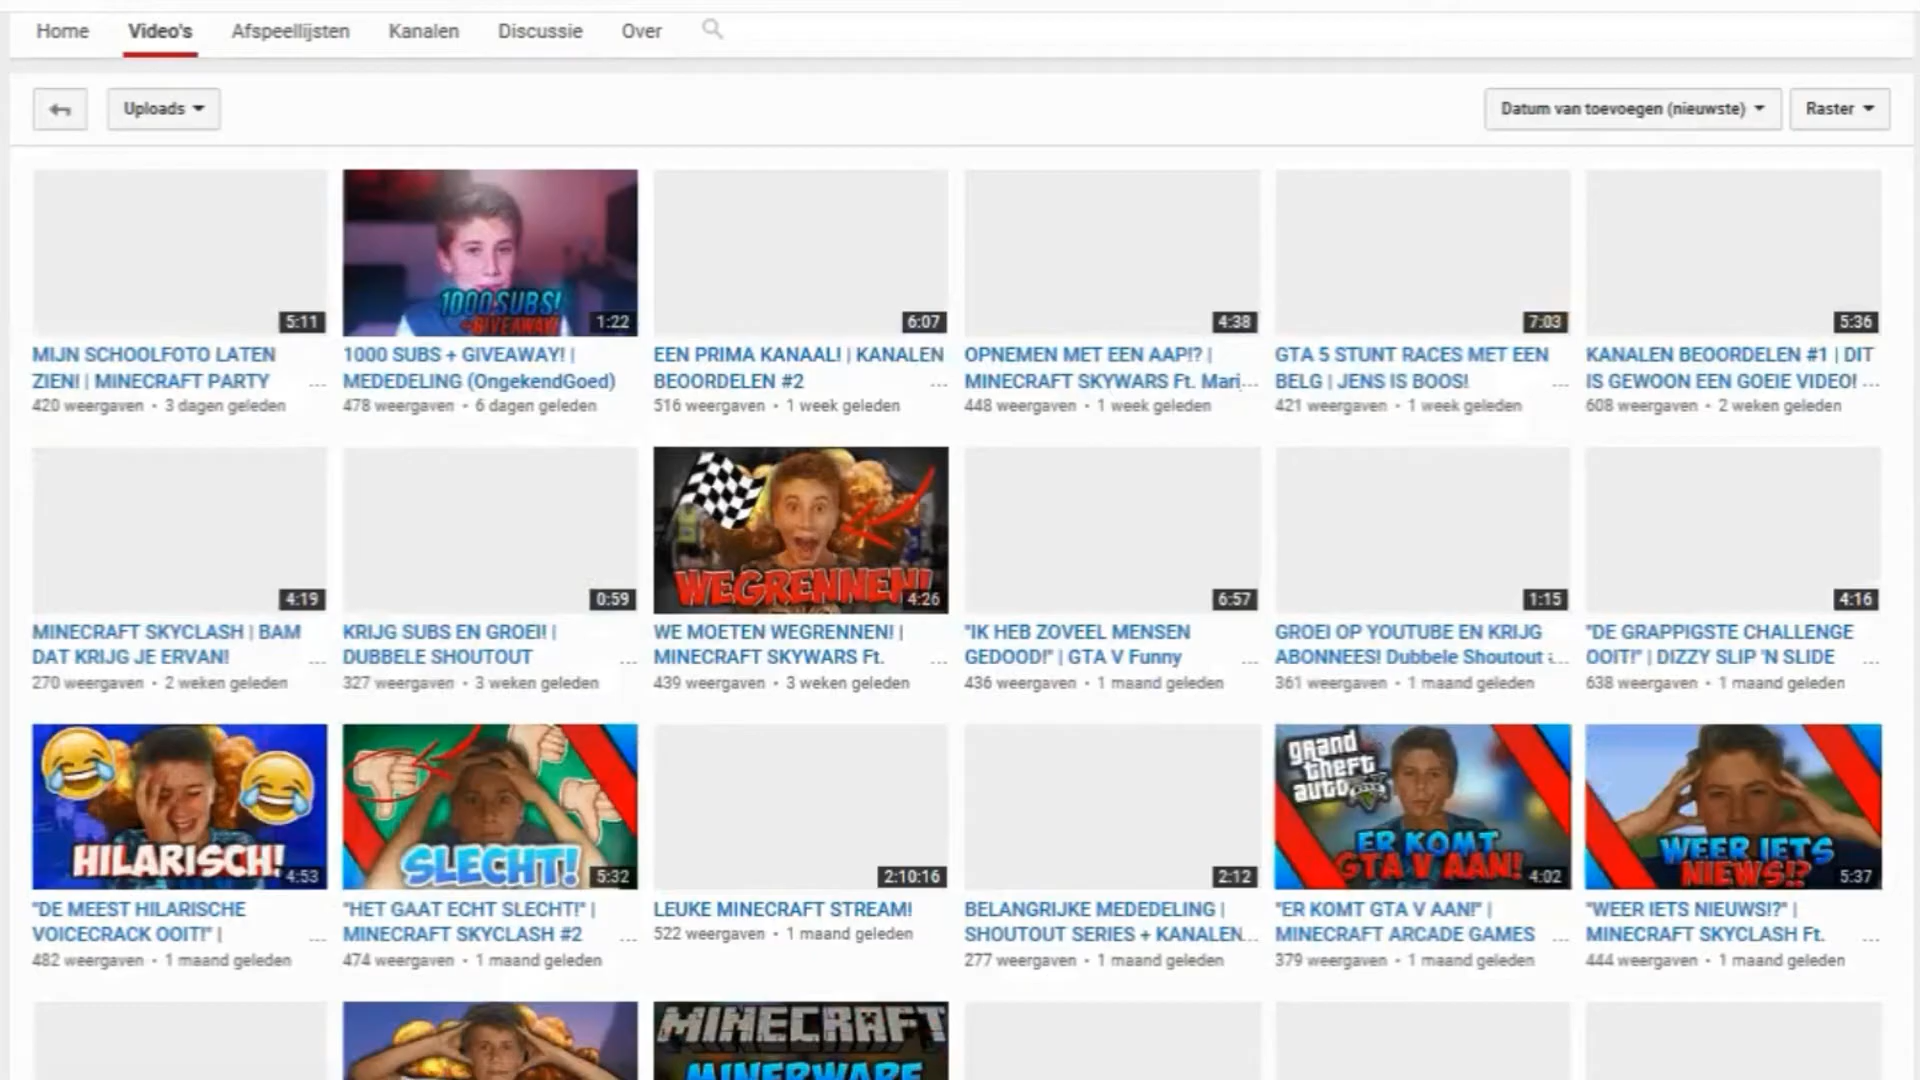 Home Video's Afspeellijsten Kanalen Discussie Over
Uploads Datum van toevoegen (nieuwste) Raster
1000 SUBS!
+GIVEAWAY!
5:11 1:22 6:07 4:38 7:03 5:36
MIJN SCHOOLFOTO LATEN
ZIEN! | MINECRAFT PARTY ...
420 weergaven • 3 dagen geleden
1000 SUBS + GIVEAWAY! |
MEDEDELING (OngekendGoed)
478 weergaven • 6 dagen geleden
EEN PRIMA KANAAL! | KANALEN
BEOORDELEN #2 ...
516 weergaven • 1 week geleden
OPNEMEN MET EEN AAP!? |
MINECRAFT SKYWARS Ft. Marj...
448 weergaven • 1 week geleden
GTA 5 STUNT RACES MET EEN
BELG | JENS IS BOOS! ...
421 weergaven • 1 week geleden
KANALEN BEOORDELEN #1 | DIT
IS GEWOON EEN GOEIE VIDEO! ...
608 weergaven • 2 weken geleden
WEGRENNEN!
4:19 0:59 4:26 6:57 1:15 4:16
MINECRAFT SKYCLASH | BAM
DAT KRIJG JE ERVAN! ...
270 weergaven • 2 weken geleden
KRIJG SUBS EN GROEI! |
DUBBELE SHOUTOUT ...
327 weergaven • 3 weken geleden
WE MOETEN WEGRENNEN! |
MINECRAFT SKYWARS Ft. ...
439 weergaven • 3 weken geleden
"IK HEB ZOVEEL MENSEN
GEDOOD!" | GTA V Funny ...
436 weergaven • 1 maand geleden
GROEI OP YOUTUBE EN KRIJG
ABONNEES! Dubbele Shoutout ...
361 weergaven • 1 maand geleden
"DE GRAPPIGSTE CHALLENGE
OOIT!" | DIZZY SLIP 'N SLIDE ...
638 weergaven • 1 maand geleden
HILARISCH!
SLECHT!
grand
theft
auto V
ER KOMT
GTA V AAN!
WEER IETS
NIEWS!?
4:53 5:32 2:10:16 2:12 4:02 5:37
"DE MEEST HILARISCHE
VOICECRACK OOIT!" | ...
482 weergaven • 1 maand geleden
"HET GAAT ECHT SLECHT!" |
MINECRAFT SKYCLASH #2 ...
474 weergaven • 1 maand geleden
LEUKE MINECRAFT STREAM!
522 weergaven • 1 maand geleden
BELANGRIJKE MEDEDELING |
SHOUTOUT SERIES + KANALEN...
277 weergaven • 1 maand geleden
"ER KOMT GTA V AAN!" |
MINECRAFT ARCADE GAMES ...
379 weergaven • 1 maand geleden
"WEER IETS NIEUWS!?" |
MINECRAFT SKYCLASH Ft. ...
444 weergaven • 1 maand geleden
MINECRAFT
MINERWARE